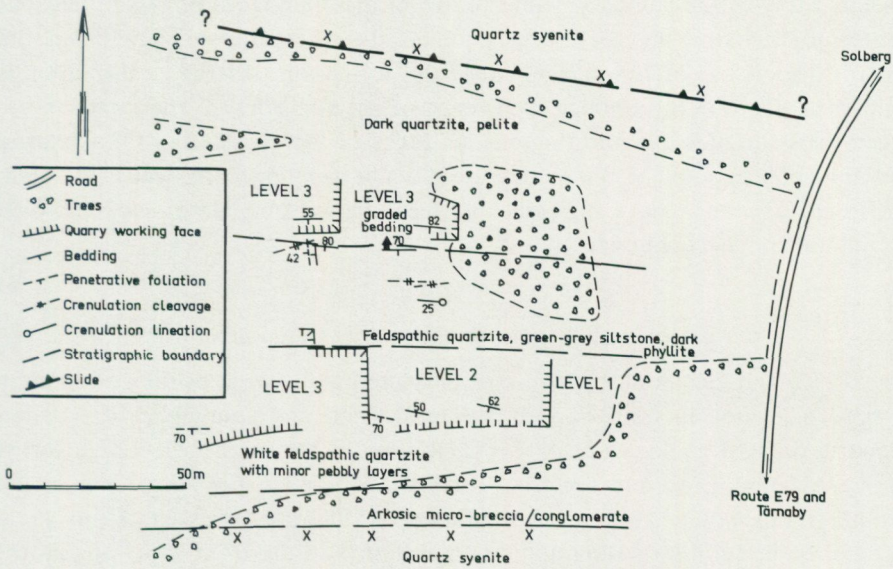 ?
Quartz syenite
X
X
X
X
X
?
Solberg
Dark quartzite, pelite
Road
Trees
Quarry working face
Bedding
Penetrative foliation
Crenulation cleavage
Crenulation lineation
Stratigraphic boundary
Slide
LEVEL 3
LEVEL 3
graded
bedding
55
82
80
70
42
25
Feldspathic quartzite, green-grey siltstone, dark
phyllite
LEVEL 3
LEVEL 2
LEVEL 1
50
62
70
70
White feldspathic quartzite
with minor pebbly layers
0
50m
Arkosic micro-breccia/conglomerate
X
X
X
X
X
Quartz syenite
Route E79 and
Tärnaby